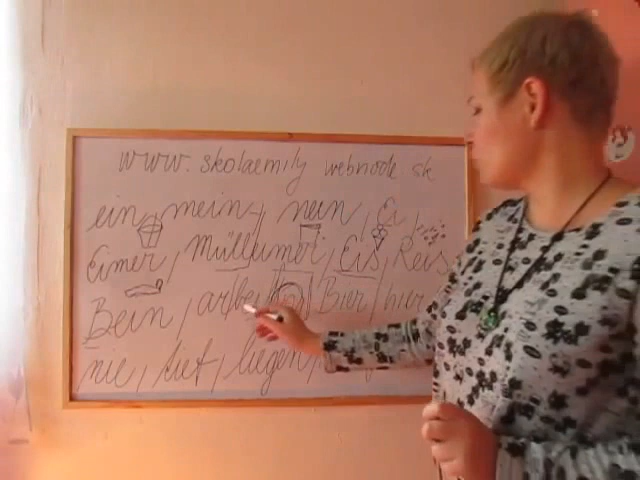 www. skolaemily webnode sk
ein, mein, nein, Ei,
Eimer, Mülleimer, Eis, Reis
Bein, Bier, hier
nie, tief, liegen,